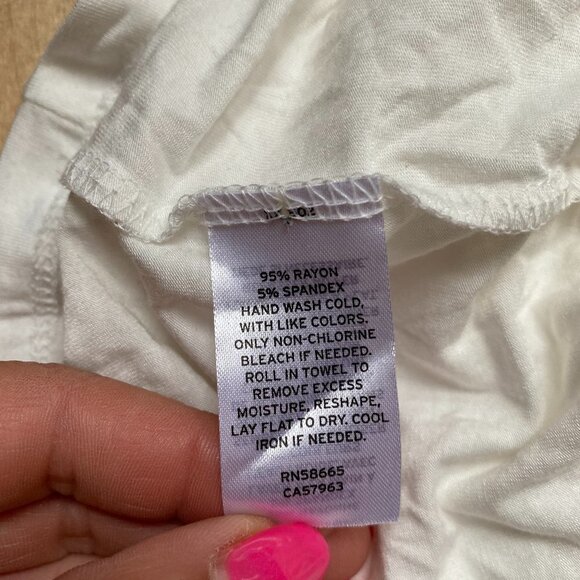 95% RAYON
5% SPANDEX
HAND WASH COLD,
WITH LIKE COLORS.
ONLY NON-CHLORINE
BLEACH IF NEEDED.
ROLL IN TOWEL TO
REMOVE EXCESS
MOISTURE, RESHAPE,
LAY FLAT TO DRY. COOL
IRON IF NEEDED.
RN58665
CA57963